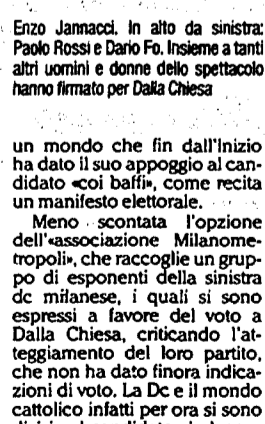 Enzo Jannacci. In alto da sinistra:
Paolo Rossi e Dario Fo. Insieme a tanti
altri uomini e donne dello spettacolo
hanno firmato per Dalla Chiesa
un mondo che fin dall'inizio
ha dato il suo appoggio al can-
didato «coi baffi», come recita
un manifesto elettorale.
Meno scontata l'opzione
dell'«associazione Milanome-
tropoli», che raccoglie un grup-
po di esponenti della sinistra
dc milanese, i quali si sono
espressi a favore del voto a
Dalla Chiesa, criticando l'at-
teggiamento del loro partito,
che non ha dato finora indica-
zioni di voto. La Dc e il mondo
cattolico infatti per ora si sono